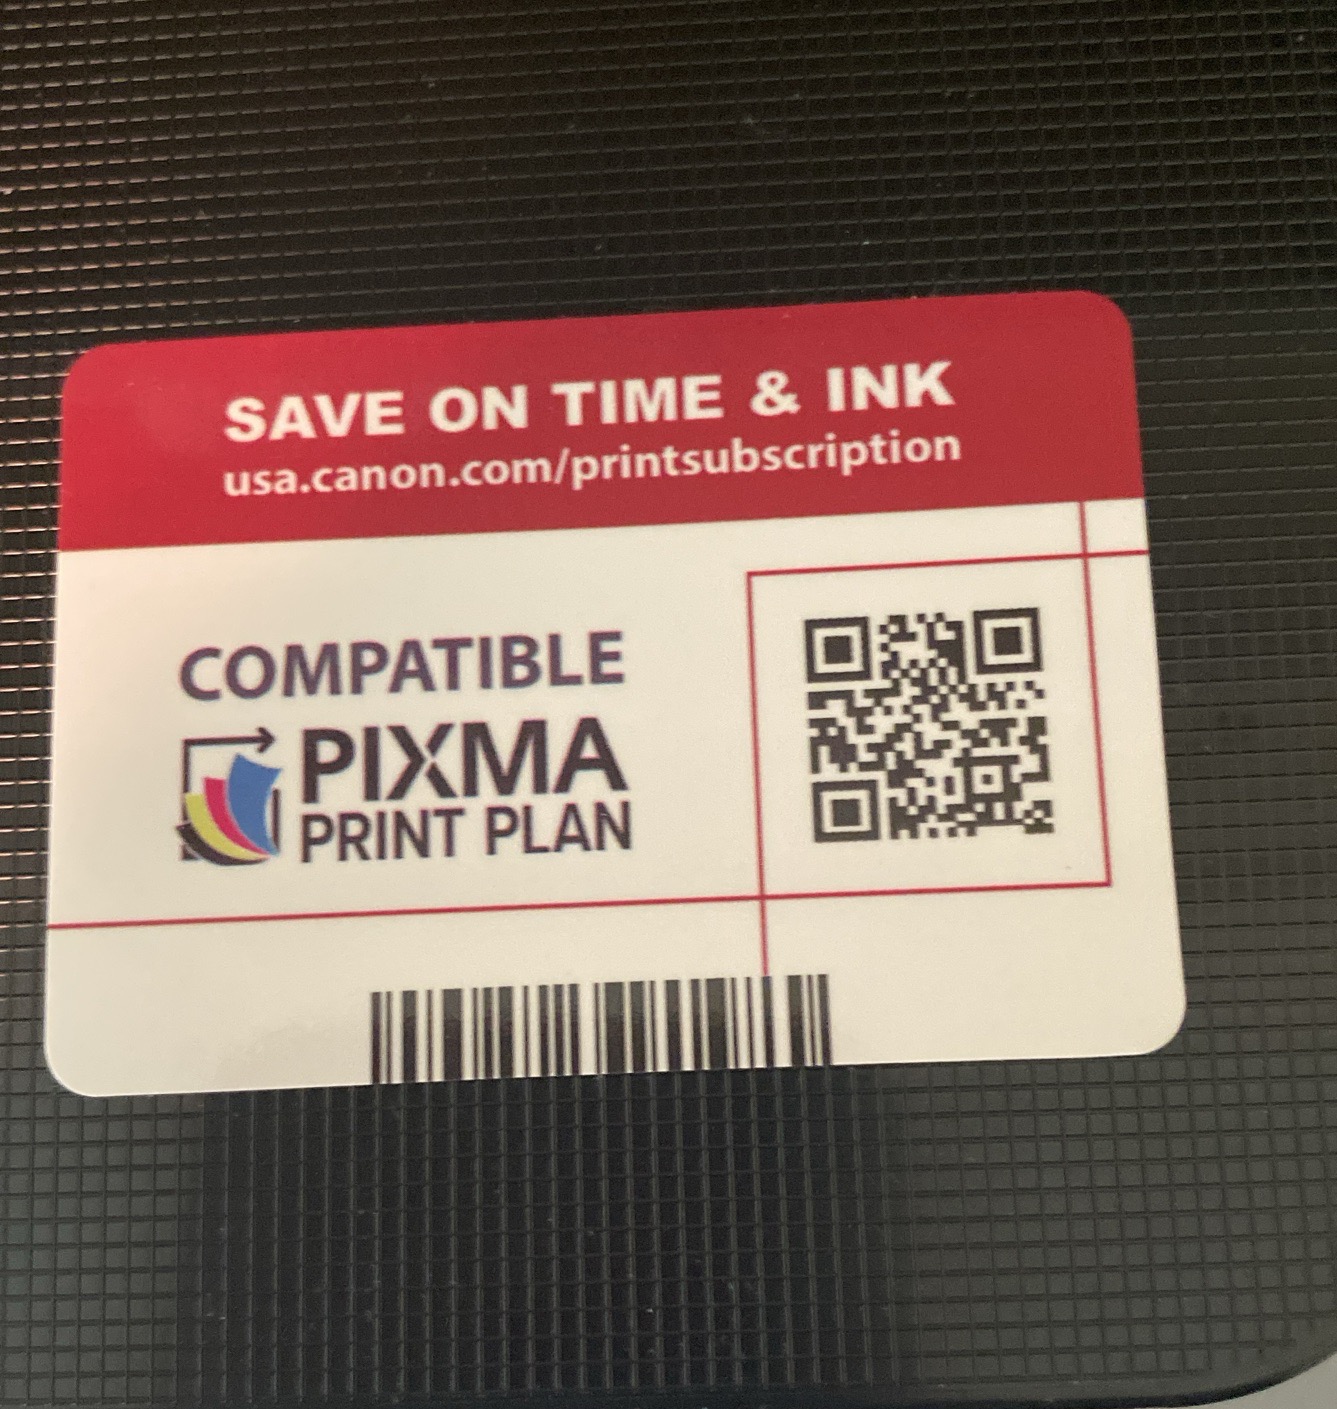 SAVE ON TIME & INK
usa.canon.com/printsubscription
COMPATIBLE
PIXMA
PRINT PLAN